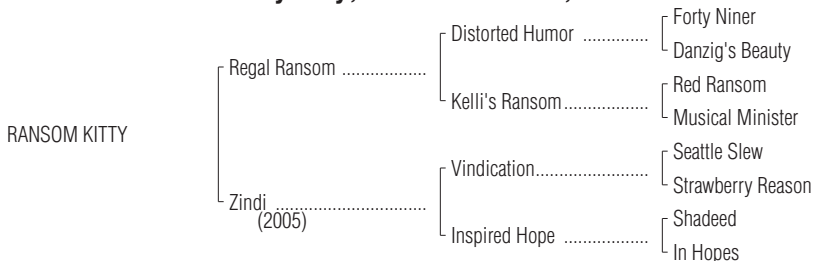 Forty Niner
Distorted Humor ..............
Danzig's Beauty
Regal Ransom ..................
Red Ransom
Kelli's Ransom..................
Musical Minister
RANSOM KITTY
Seattle Slew
Vindication........................
Strawberry Reason
Zindi ................................
(2005)
Shadeed
Inspired Hope ..................
In Hopes